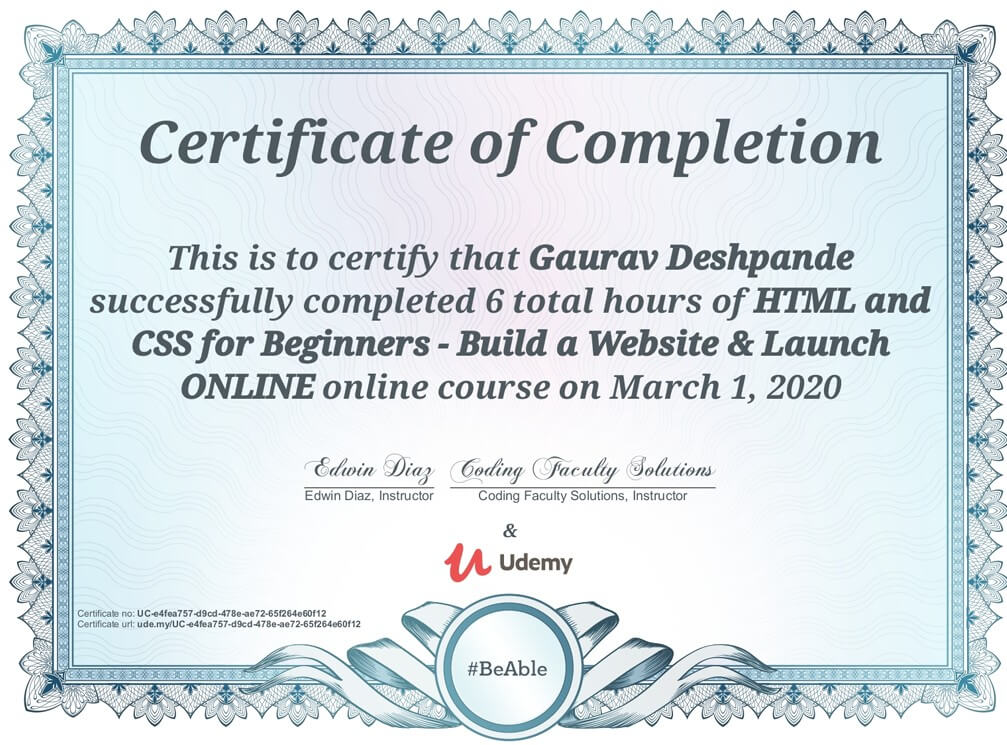 Certificate of Completion
This is to certify that Gaurav Deshpande
successfully completed 6 total hours of HTML and
CSS for Beginners - Build a Website & Launch
ONLINE online course on March 1, 2020
Edwin Diaz
Coding Faculty Solutions
Edwin Diaz, Instructor
Coding Faculty Solutions, Instructor
&
Udemy
Certificate no: UC-e4fea757-d9cd-478e-ae72-65f264e60f12
Certificate url: ude.my/UC-e4fea757-d9cd-478e-ae72-65f264e60f12
#BeAble